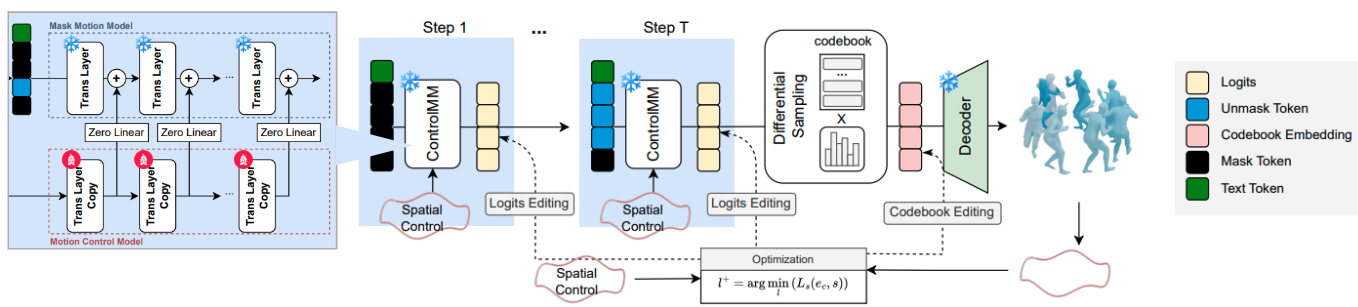 Mask Motion Model
Trans Layer
Trans Layer
...
Trans Layer
+
+
+
Zero Linear
Zero Linear
Zero Linear
Trans Layer
Copy
Trans Layer
Copy
...
Trans Layer
Copy
Motion Control Model
Step 1
ControlMM
Spatial
Control
Logits Editing
...
Step T
ControlMM
Spatial
Control
Logits Editing
Differential
Sampling
codebook
...
X
Decoder
Codebook Editing
Spatial
Control
Optimization
l⁺ = arg min (Lₛ(e꜀, s))
l
Logits
Unmask Token
Codebook Embedding
Mask Token
Text Token